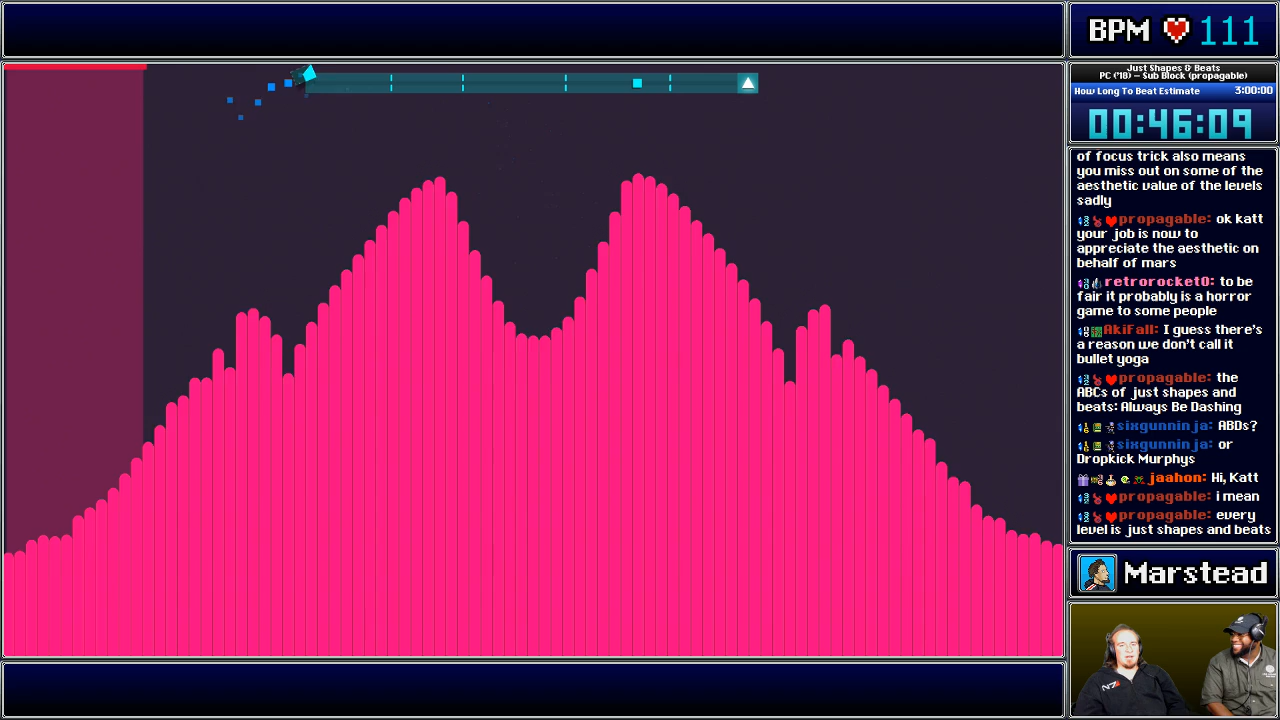 BPM 111
Just Shapes & Beats
PC ('18) – Sub Block (propagable)
How Long To Beat Estimate 3:00:00
00:46:09
of focus trick also means
you miss out on some of the
aesthetic value of the levels
sadly
propagable: ok katt
your job is now to
appreciate the aesthetic on
behalf of mars
retrorocket0: to be
fair it probably is a horror
game to some people
AkiFall: I guess there's
a reason we don't call it
bullet yoga
propagable: the
ABCs of just shapes and
beats: Always Be Dashing
sixgunninja: ABDs?
sixgunninja: or
Dropkick Murphys
jaahon: Hi, Katt
propagable: i mean
propagable: every
level is just shapes and beats
Marstead
N7